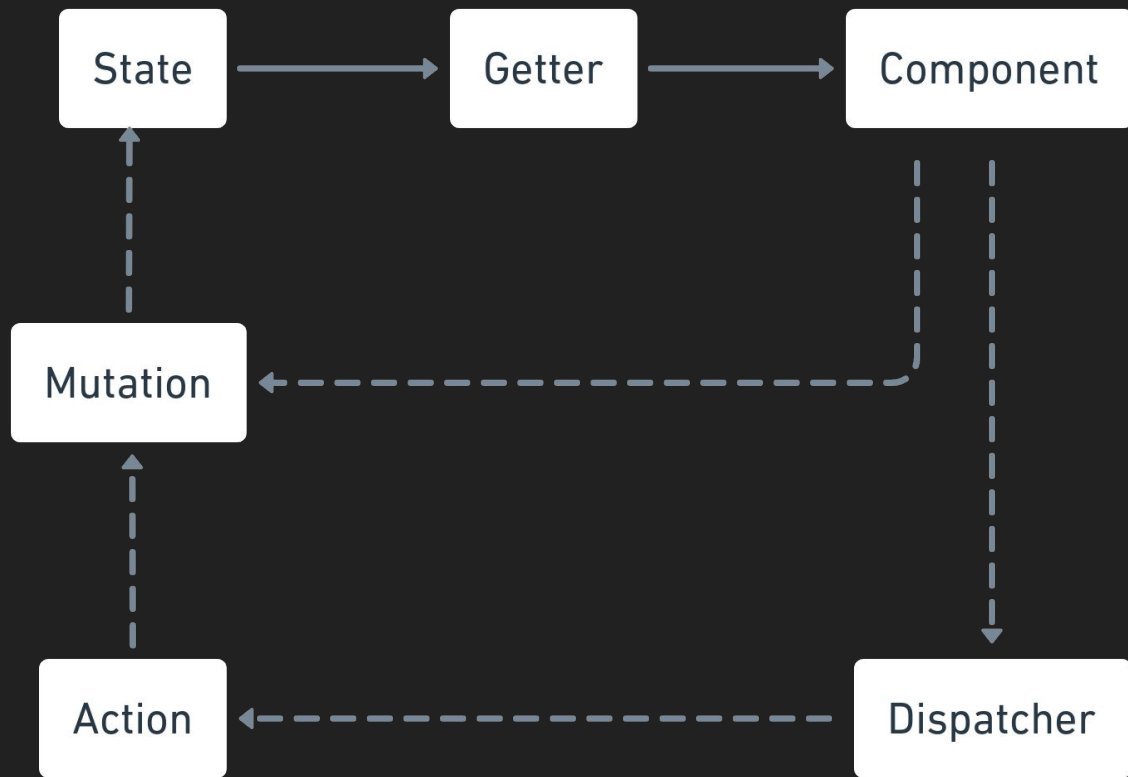 State
Getter
Component
Mutation
Action
Dispatcher